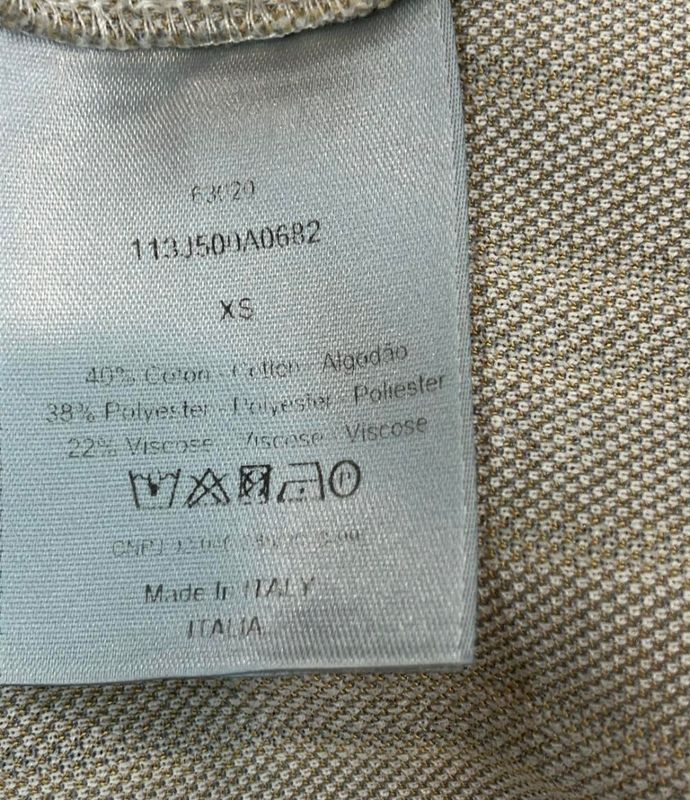 113J500A0682
XS
40% Coton - Cotton - Algodão
38% Polyester - Polyester - Poliester
22% Viscose - Viscose - Viscose
P
Made In ITALY
ITALIA